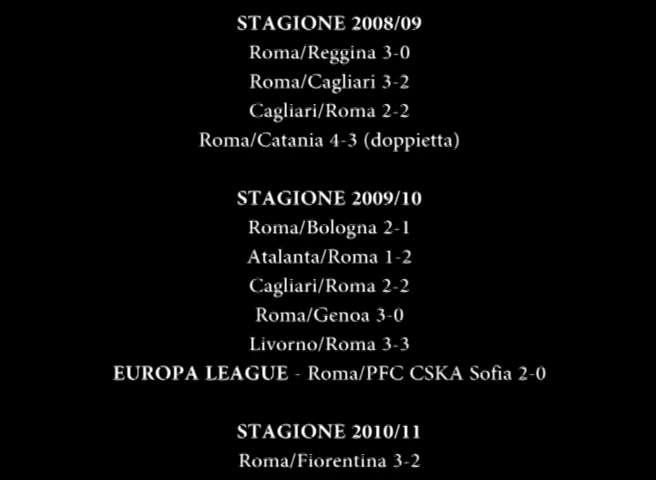 STAGIONE 2008/09
Roma/Reggina 3-0
Roma/Cagliari 3-2
Cagliari/Roma 2-2
Roma/Catania 4-3 (doppietta)
STAGIONE 2009/10
Roma/Bologna 2-1
Atalanta/Roma 1-2
Cagliari/Roma 2-2
Roma/Genoa 3-0
Livorno/Roma 3-3
EUROPA LEAGUE - Roma/PFC CSKA Sofia 2-0
STAGIONE 2010/11
Roma/Fiorentina 3-2